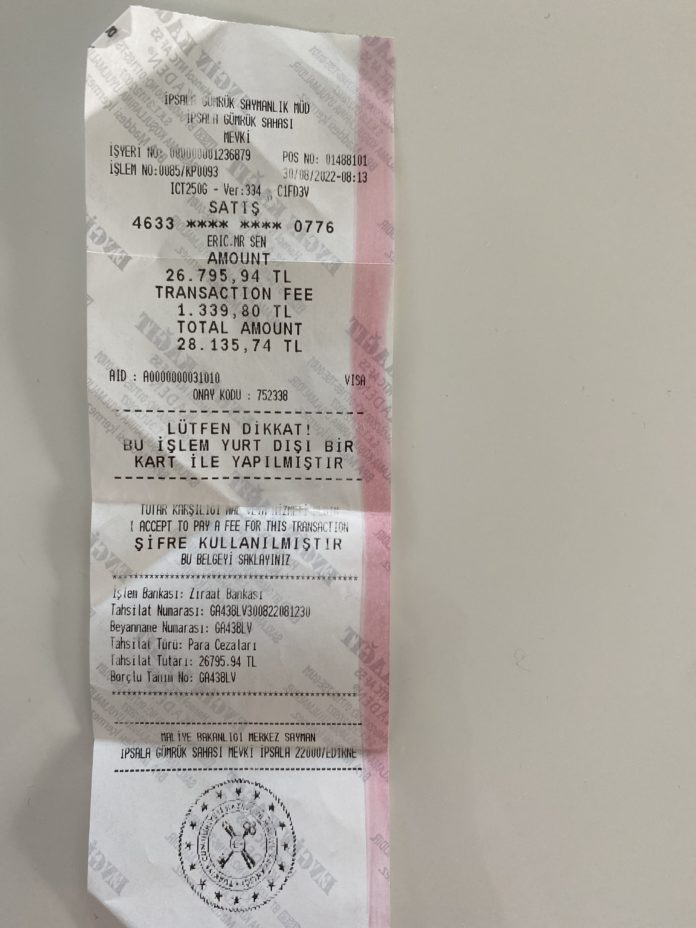 İPSALA GÜMRÜK SAYMANLIK MÜD
İPSALA GÜMRÜK SAHASI
MEVKİ
İŞYERİ NO: 000000001236879 POS NO: 01488101
İŞLEM NO:0085/KP0093 30/08/2022-08:13
ICT250G - Ver:334 C1FD3V
SATIŞ
4633 **** **** 0776
ERIC.MR SEN
AMOUNT
26.795,94 TL
TRANSACTION FEE
1.339,80 TL
TOTAL AMOUNT
28.135,74 TL
AID : A0000000031010 VISA
ONAY KODU : 752338
LÜTFEN DİKKAT!
BU İŞLEM YURT DIŞI BİR
KART İLE YAPILMIŞTIR
TUTAR KARŞILIGI
I ACCEPT TO PAY A FEE FOR THIS TRANSACTION
ŞİFRE KULLANILMIŞTIR
BU BELGEYİ SAKLAYINIZ
İşlem Bankası: Ziraat Bankası
Tahsilat Numarası: GA438LV300822081230
Beyanname Numarası: GA438LV
Tahsilat Türü: Para Cezaları
Tahsilat Tutarı: 26795.94 TL
Borçlu Tanım No: GA438LV
MALİYE BAKANLIGI MERKEZ SAYMAN
İPSALA GÜMRÜK SAHASI MEVKİ İPSALA 22000/EDİRNE